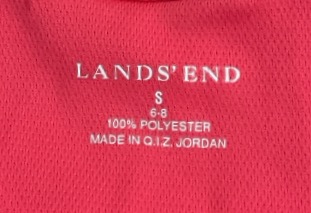 LANDS' END
S
6-8
100% POLYESTER
MADE IN Q.I.Z. JORDAN